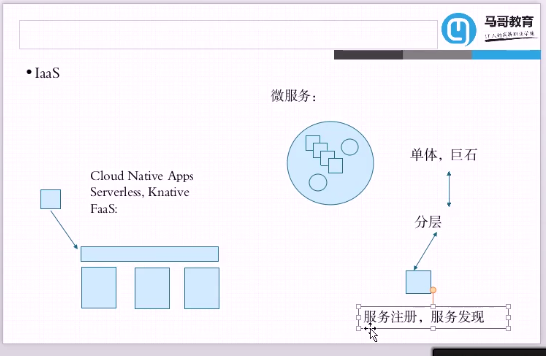 马哥教育
• IaaS
微服务：
单体，巨石
Cloud Native Apps
Serverless, Knative
FaaS:
分层
服务注册，服务发现